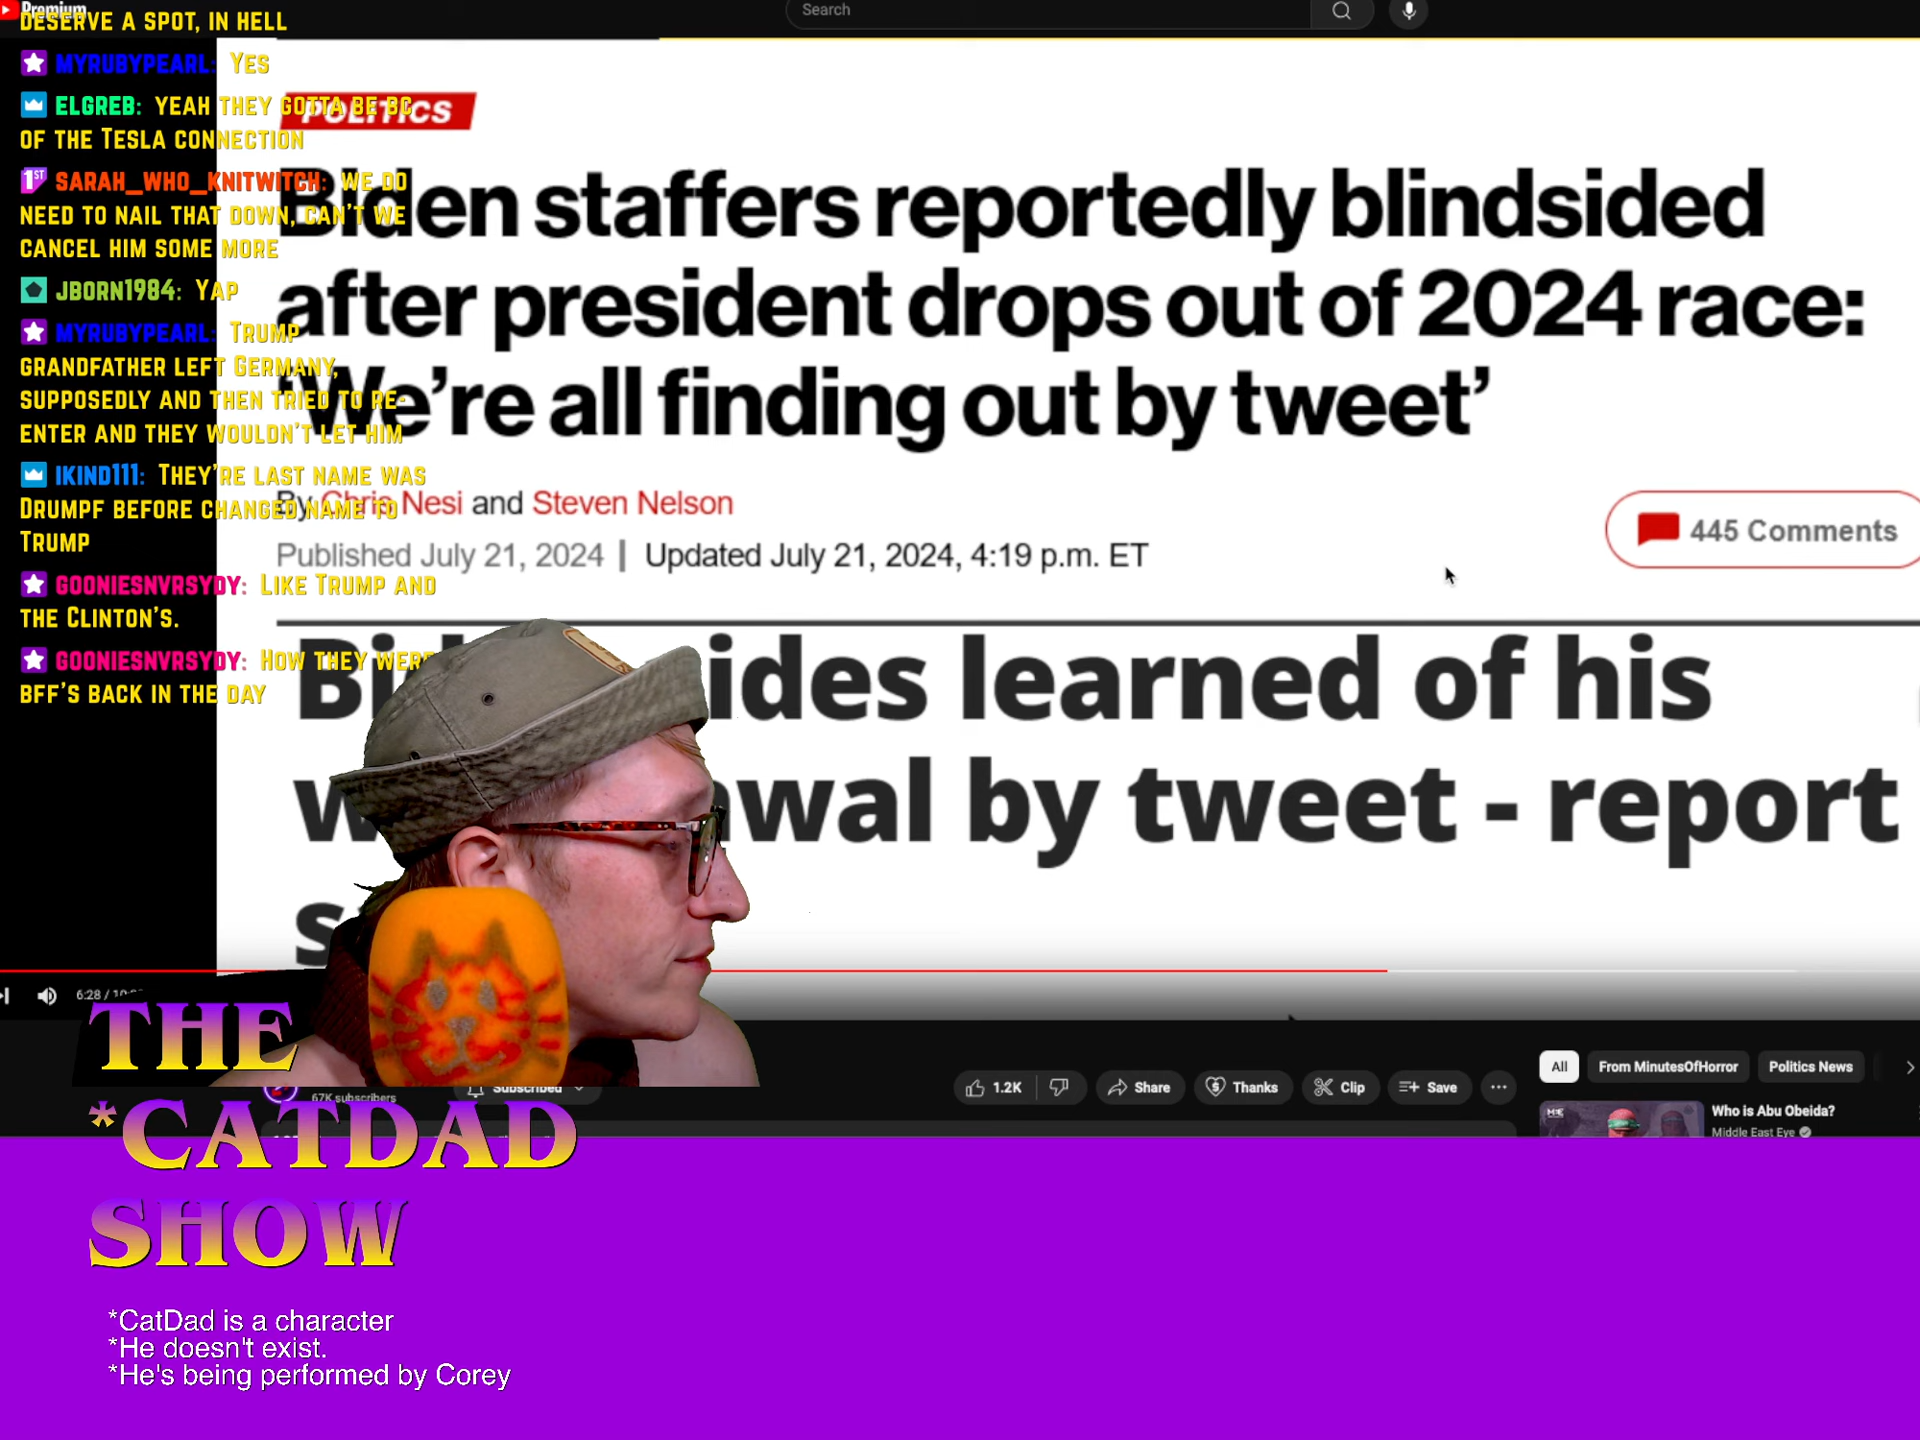 Premium
Search
DESERVE A SPOT, IN HELL
MYRUBYPEARL: YES
ELGREB: YEAH THEY GOTTA BE BC
OF THE TESLA CONNECTION
SARAH_WHO_KNITWITCH: WE DO
NEED TO NAIL THAT DOWN, CAN'T WE
CANCEL HIM SOME MORE
JBORN1984: YAP
MYRUBYPEARL: TRUMP
GRANDFATHER LEFT GERMANY,
SUPPOSEDLY AND THEN TRIED TO RE-
ENTER AND THEY WOULDN'T LET HIM
IKIND111: THEY'RE LAST NAME WAS
DRUMPF BEFORE CHANGED NAME TO
TRUMP
GOONIESNVRSYDY: LIKE TRUMP AND
THE CLINTON'S.
GOONIESNVRSYDY: HOW THEY WERE
BFF'S BACK IN THE DAY
POLITICS
Biden staffers reportedly blindsided
after president drops out of 2024 race:
'We're all finding out by tweet'
By Chris Nesi and Steven Nelson
445 Comments
Published July 21, 2024 | Updated July 21, 2024, 4:19 p.m. ET
ides learned of his
awal by tweet - report
6:28 /
THE
*CATDAD
SHOW
Subscribed
67K subscribers
1.2K
Share
Thanks
Clip
Save
All
From MinutesOfHorror
Politics News
Who is Abu Obeida?
Middle East Eye
*CatDad is a character
*He doesn't exist.
*He's being performed by Corey